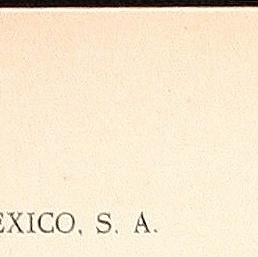 EXICO, S. A.